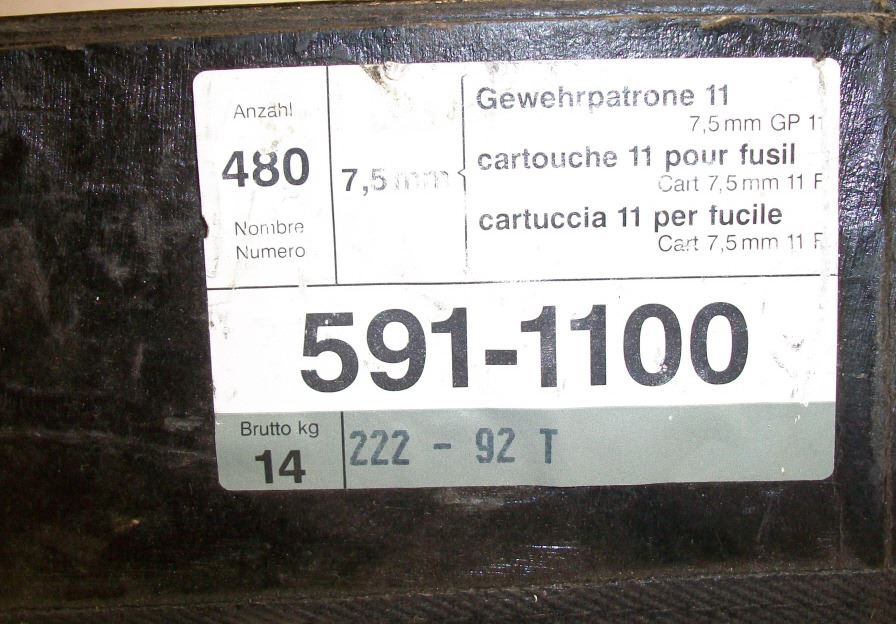 Anzahl
480
Nombre
Numero
7,5 mm
Gewehrpatrone 11
7,5 mm GP 11
cartouche 11 pour fusil
Cart 7,5 mm 11 F
cartuccia 11 per fucile
Cart 7,5 mm 11 F
591-1100
Brutto kg
14
222 - 92 T